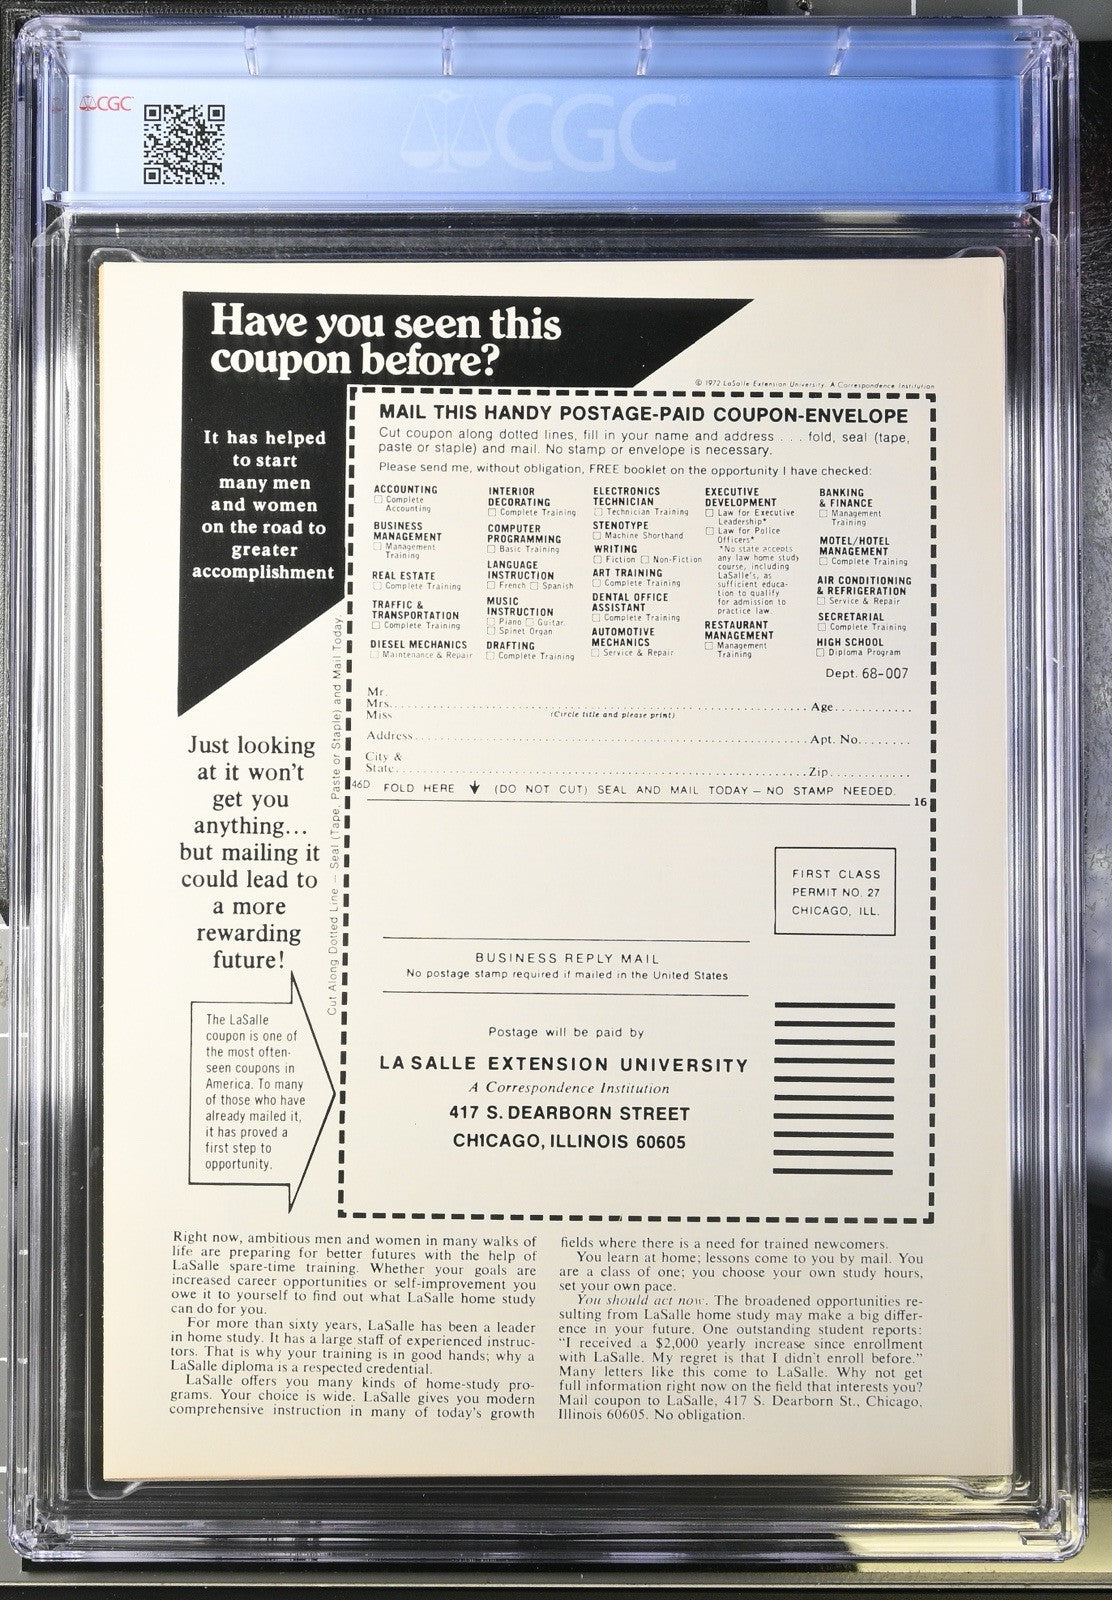 CGC
CGC
Have you seen this
coupon before?
It has helped
to start
many men
and women
on the road to
greater
accomplishment
Just looking
at it won't
get you
anything...
but mailing it
could lead to
a more
rewarding
future!
The LaSalle
coupon is one of
the most often-
seen coupons in
America. To many
of those who have
already mailed it,
it has proved a
first step to
opportunity.
Cut Along Dotted Line – Seal (Tape, Paste or Staple) and Mail Today
© 1972 LaSalle Extension University. A Correspondence Institution
MAIL THIS HANDY POSTAGE-PAID COUPON-ENVELOPE
Cut coupon along dotted lines, fill in your name and address . . . fold, seal (tape,
paste or staple) and mail. No stamp or envelope is necessary.
Please send me, without obligation, FREE booklet on the opportunity I have checked:
ACCOUNTING
☐ Complete
Accounting
BUSINESS
MANAGEMENT
☐ Management
Training
REAL ESTATE
☐ Complete Training
TRAFFIC &
TRANSPORTATION
☐ Complete Training
DIESEL MECHANICS
☐ Maintenance & Repair
INTERIOR
DECORATING
☐ Complete Training
COMPUTER
PROGRAMMING
☐ Basic Training
LANGUAGE
INSTRUCTION
☐ French ☐ Spanish
MUSIC
INSTRUCTION
☐ Piano ☐ Guitar
☐ Spinet Organ
DRAFTING
☐ Complete Training
ELECTRONICS
TECHNICIAN
☐ Technician Training
STENOTYPE
☐ Machine Shorthand
WRITING
☐ Fiction ☐ Non-Fiction
ART TRAINING
☐ Complete Training
DENTAL OFFICE
ASSISTANT
☐ Complete Training
AUTOMOTIVE
MECHANICS
☐ Service & Repair
EXECUTIVE
DEVELOPMENT
☐ Law for Executive
Leadership*
☐ Law for Police
Officers*
*No state accepts
any law home study
course, including
LaSalle's, as
sufficient educa-
tion to qualify
for admission to
practice law.
RESTAURANT
MANAGEMENT
☐ Management
Training
BANKING
& FINANCE
☐ Management
Training
MOTEL/HOTEL
MANAGEMENT
☐ Complete Training
AIR CONDITIONING
& REFRIGERATION
☐ Service & Repair
SECRETARIAL
☐ Complete Training
HIGH SCHOOL
☐ Diploma Program
Dept. 68-007
Mr.
Mrs. Age
Miss (Circle title and please print)
Address Apt. No.
City &
State Zip
46D FOLD HERE (DO NOT CUT) SEAL AND MAIL TODAY – NO STAMP NEEDED.
16
FIRST CLASS
PERMIT NO. 27
CHICAGO, ILL.
BUSINESS REPLY MAIL
No postage stamp required if mailed in the United States
Postage will be paid by
LA SALLE EXTENSION UNIVERSITY
A Correspondence Institution
417 S. DEARBORN STREET
CHICAGO, ILLINOIS 60605
Right now, ambitious men and women in many walks of
life are preparing for better futures with the help of
LaSalle spare-time training. Whether your goals are
increased career opportunities or self-improvement you
owe it to yourself to find out what LaSalle home study
can do for you.
For more than sixty years, LaSalle has been a leader
in home study. It has a large staff of experienced instruc-
tors. That is why your training is in good hands; why a
LaSalle diploma is a respected credential.
LaSalle offers you many kinds of home-study pro-
grams. Your choice is wide. LaSalle gives you modern
comprehensive instruction in many of today's growth
fields where there is a need for trained newcomers.
You learn at home; lessons come to you by mail. You
are a class of one; you choose your own study hours,
set your own pace.
You should act now. The broadened opportunities re-
sulting from LaSalle home study may make a big differ-
ence in your future. One outstanding student reports:
"I received a $2,000 yearly increase since enrollment
with LaSalle. My regret is that I didn't enroll before."
Many letters like this come to LaSalle. Why not get
full information right now on the field that interests you?
Mail coupon to LaSalle, 417 S. Dearborn St., Chicago,
Illinois 60605. No obligation.